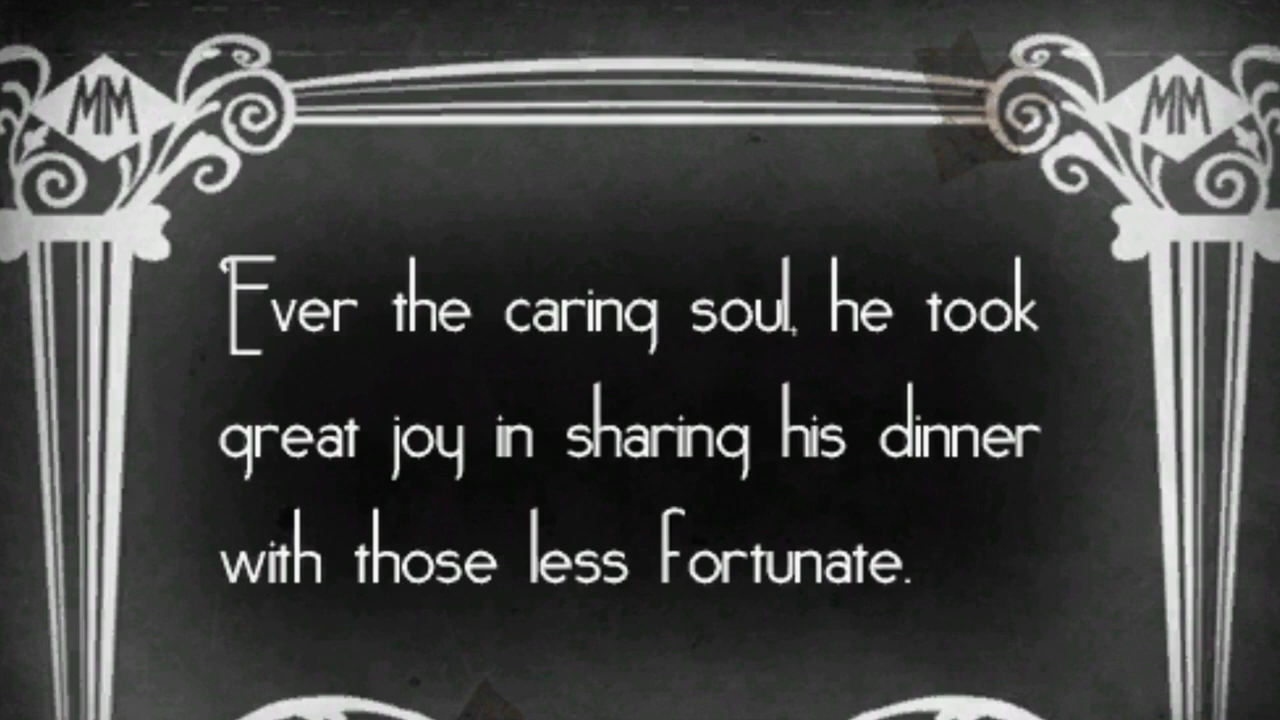 MM MM
Ever the caring soul, he took
great joy in sharing his dinner
with those less fortunate.